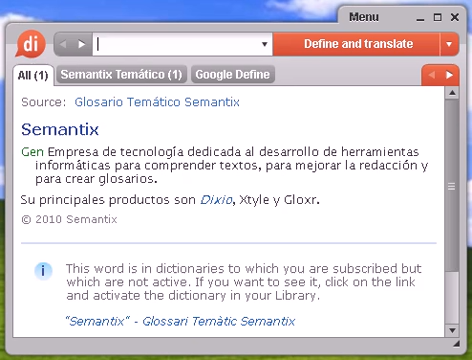 Menu
di
Define and translate
All (1)
Semantix Temático (1)
Google Define
Source: Glosario Temático Semantix
Semantix
Gen Empresa de tecnología dedicada al desarrollo de herramientas
informáticas para comprender textos, para mejorar la redacción y
para crear glosarios.
Su principales productos son Dixio, Xtyle y Gloxr.
© 2010 Semantix
i
This word is in dictionaries to which you are subscribed but
which are not active. If you want to see it, click on the link
and activate the dictionary in your Library.
"Semantix" - Glossari Temàtic Semantix